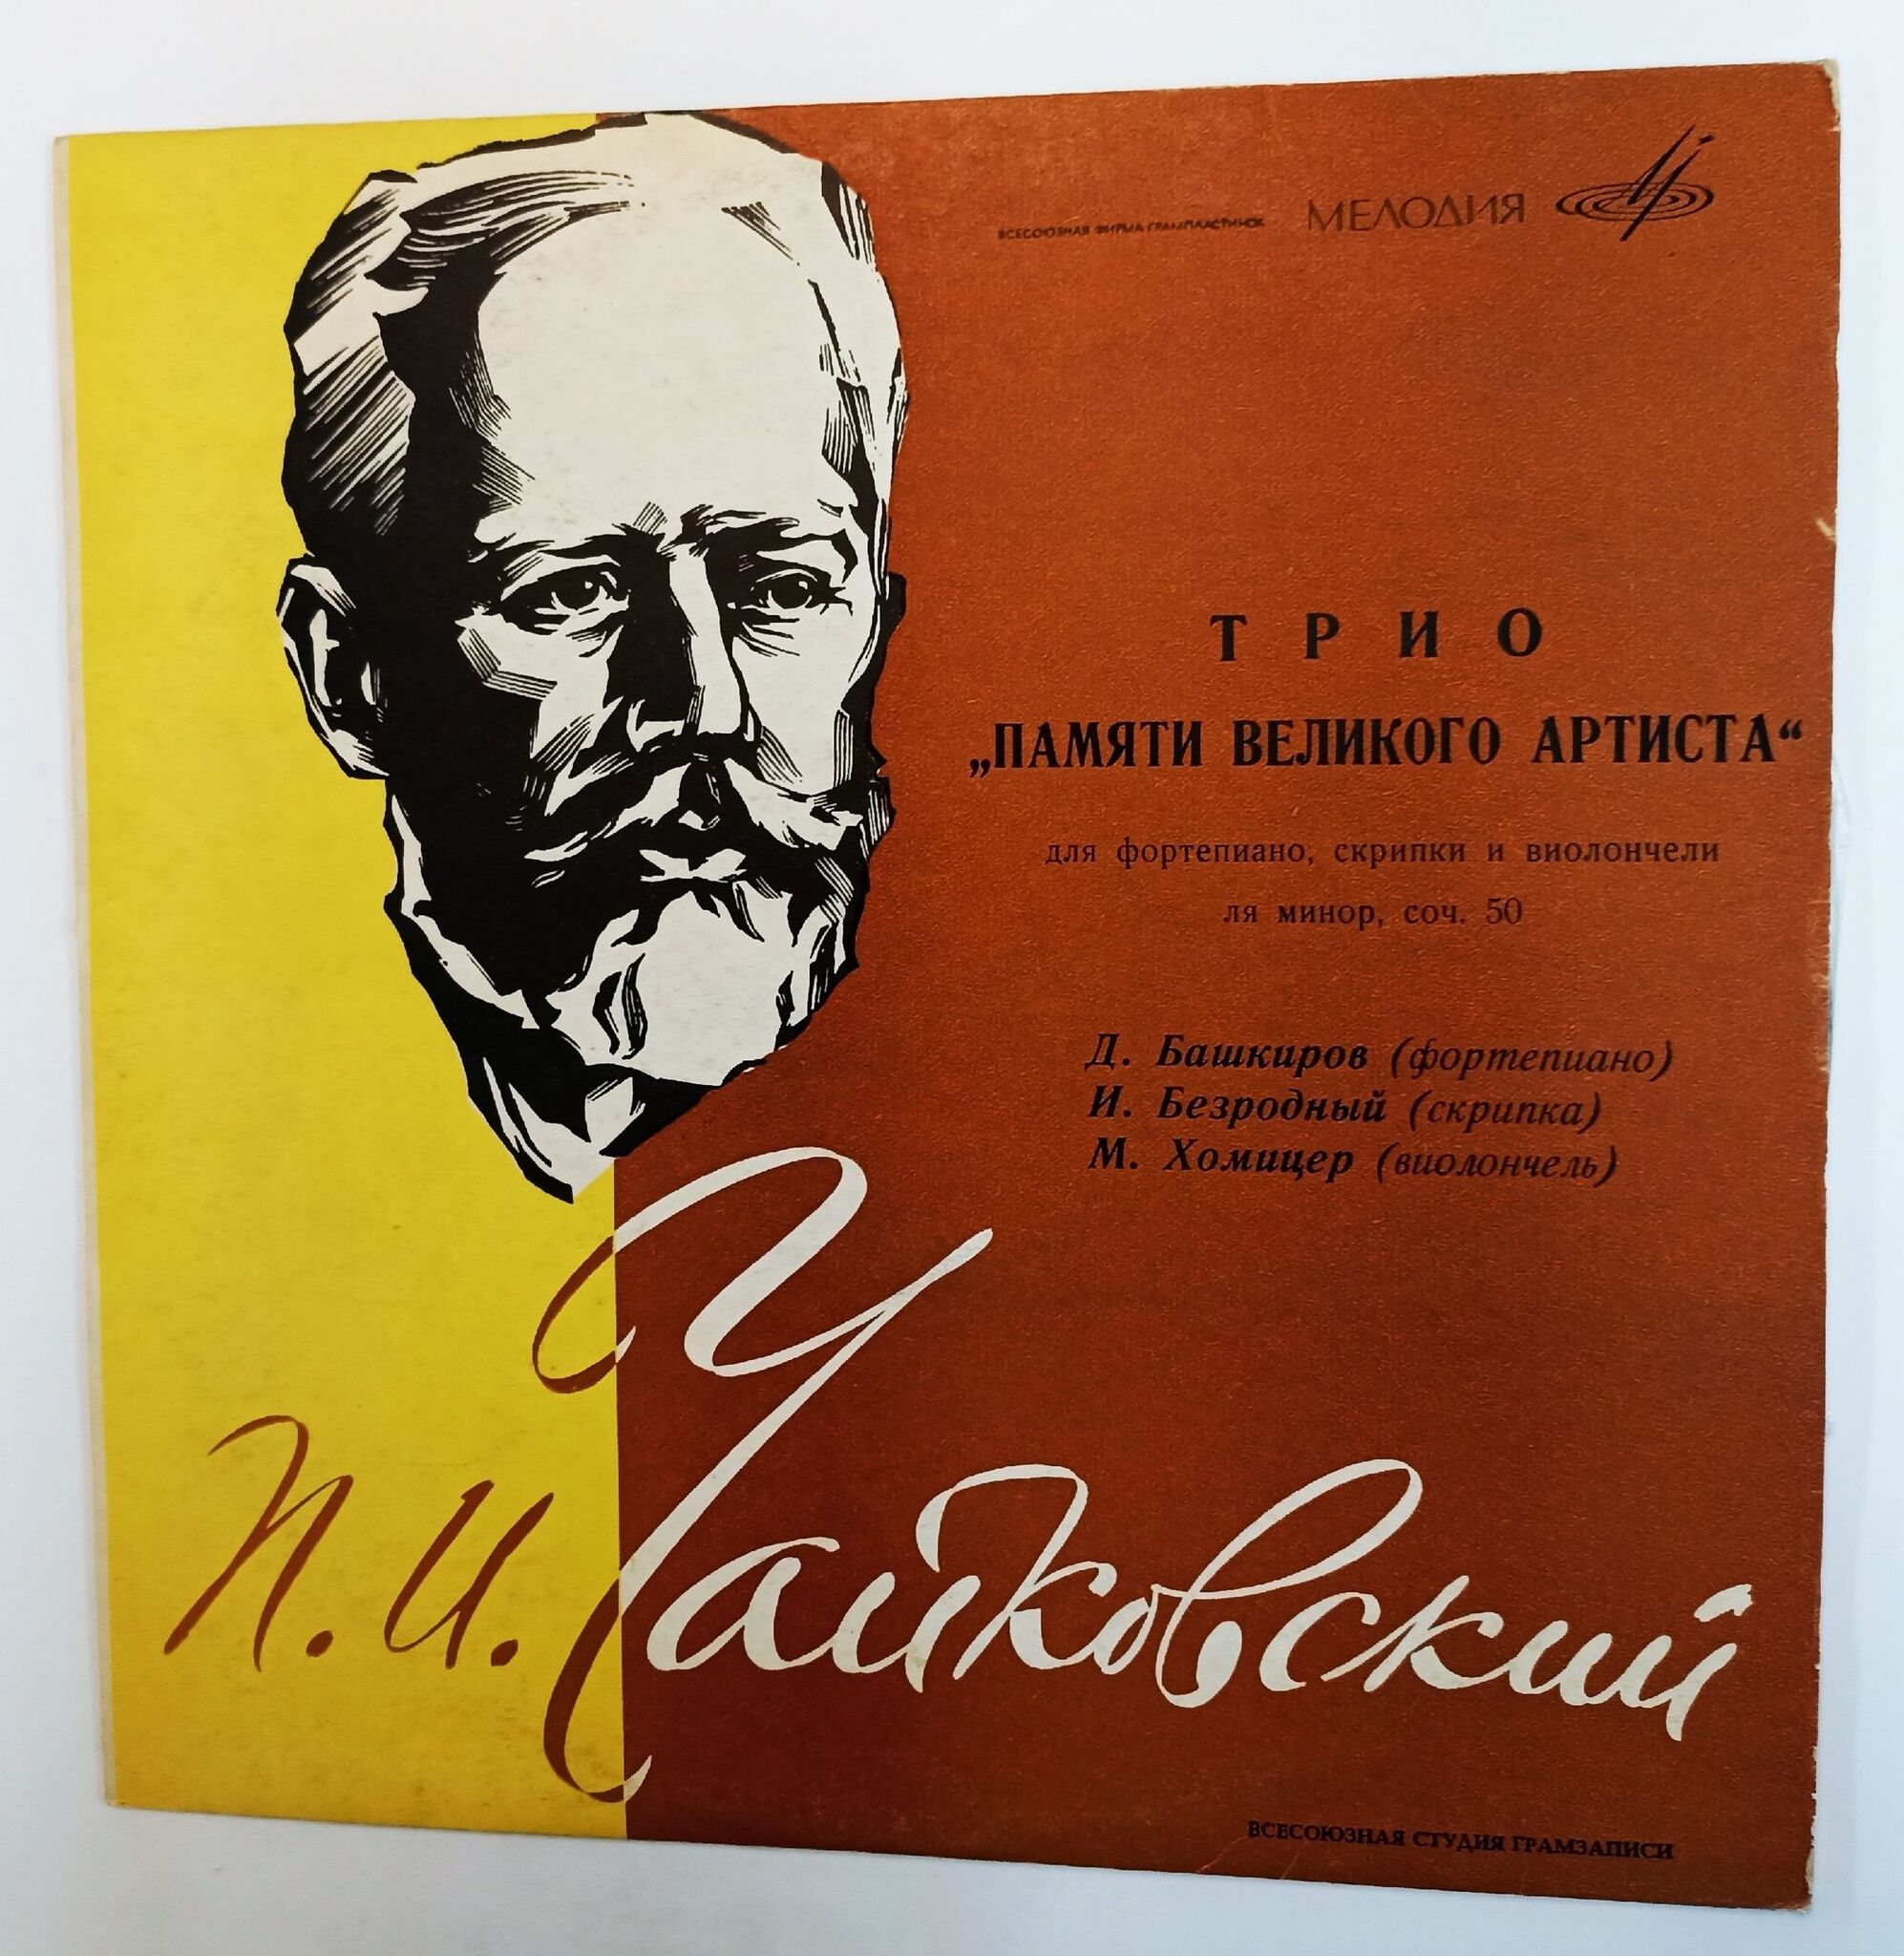 ВСЕСОЮЗНАЯ ФИРМА ГРАМПЛАСТИНОК МЕЛОДИЯ
ТРИО
„ПАМЯТИ ВЕЛИКОГО АРТИСТА“
для фортепиано, скрипки и виолончели
ля минор, соч. 50
Д. Башкиров (фортепиано)
И. Безродный (скрипка)
М. Хомицер (виолончель)
П. И. Чайковский
ВСЕСОЮЗНАЯ СТУДИЯ ГРАМЗАПИСИ